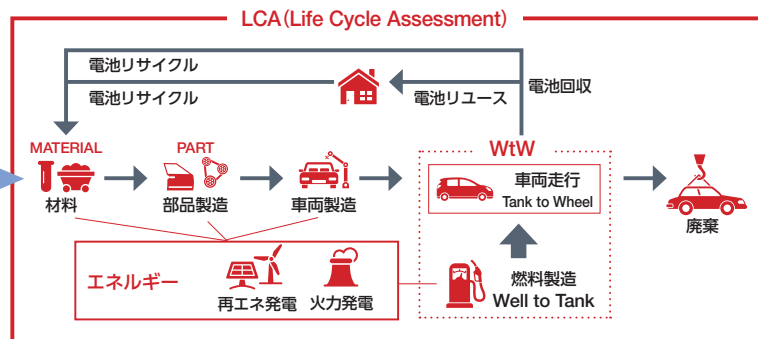 LCA(Life Cycle Assessment)
電池リサイクル
電池リサイクル
電池リユース
電池回収
MATERIAL
材料
PART
部品製造
車両製造
WtW
車両走行
Tank to Wheel
廃棄
エネルギー
再エネ発電
火力発電
燃料製造
Well to Tank